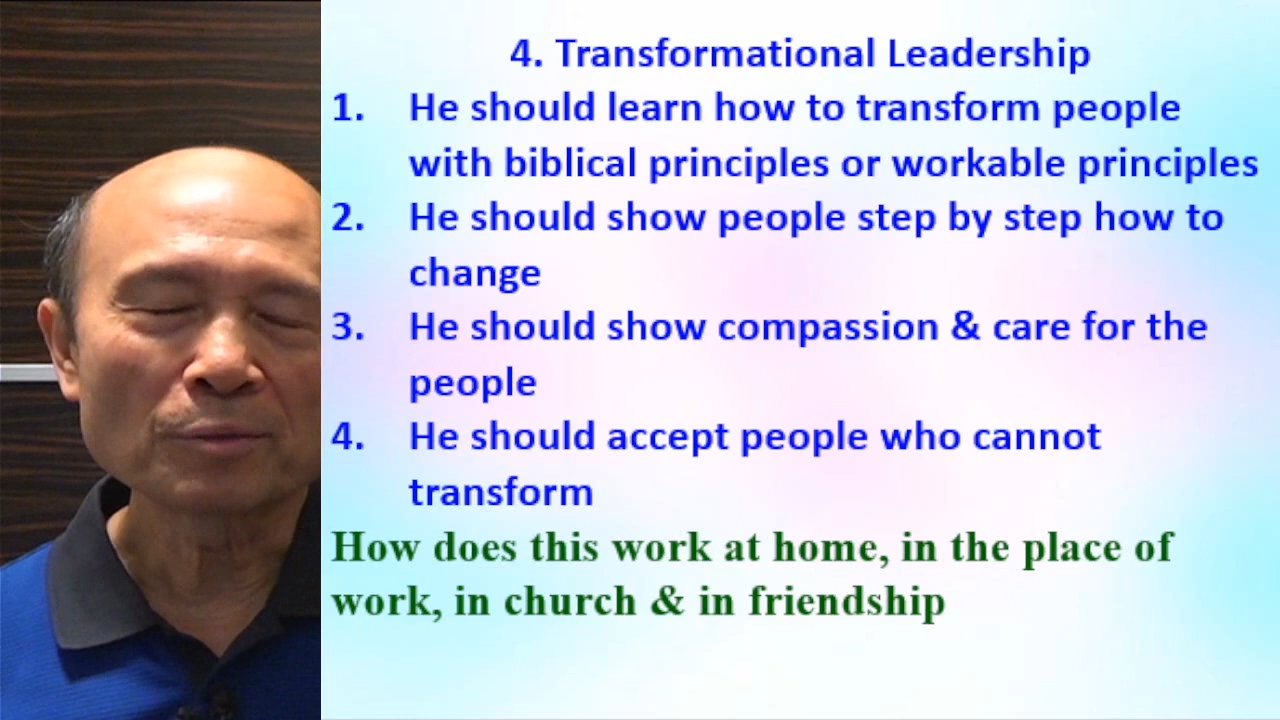 4. Transformational Leadership
1. He should learn how to transform people
with biblical principles or workable principles
2. He should show people step by step how to
change
3. He should show compassion & care for the
people
4. He should accept people who cannot
transform
How does this work at home, in the place of
work, in church & in friendship